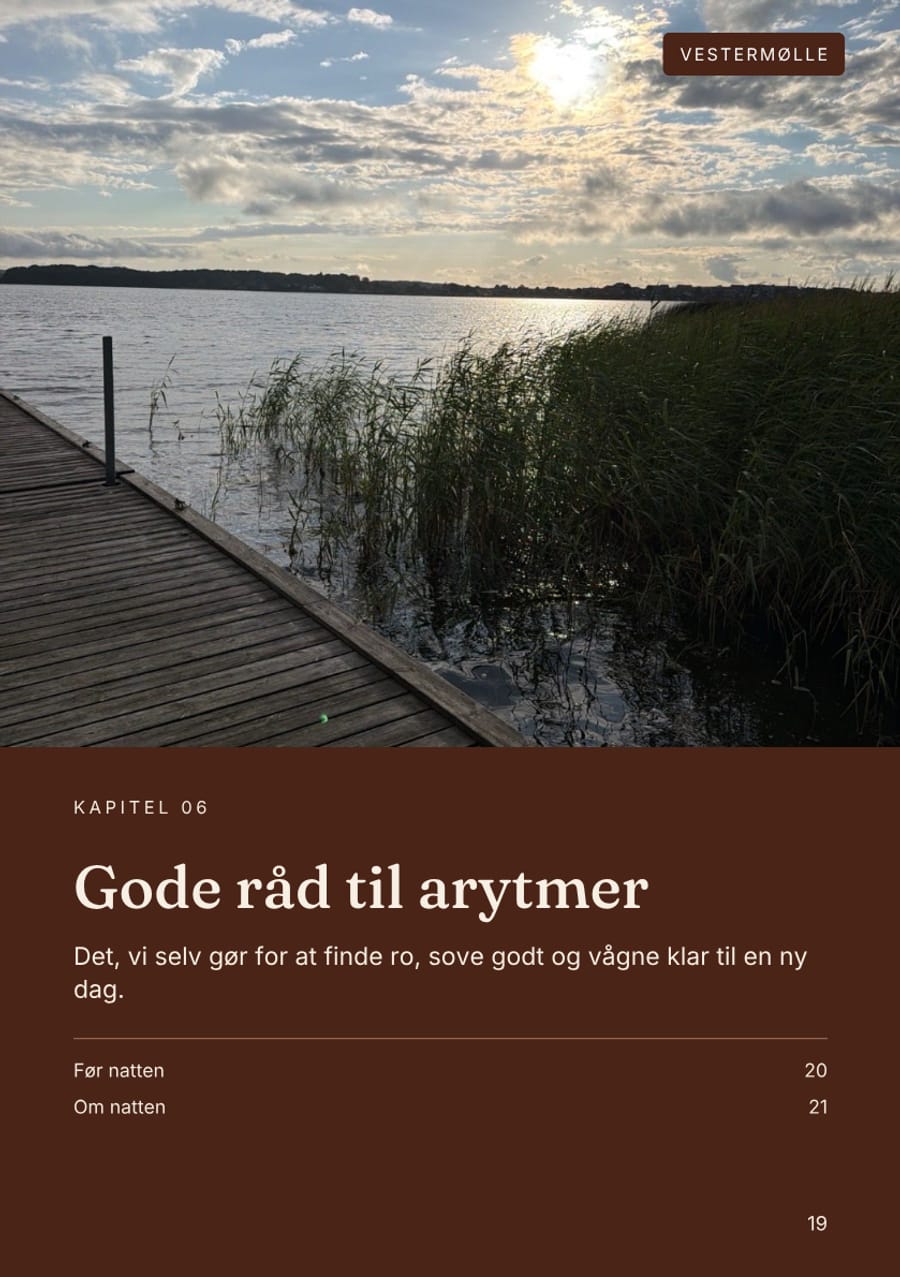 VESTERMØLLE
KAPITEL 06
Gode råd til arytmer
Det, vi selv gør for at finde ro, sove godt og vågne klar til en ny
dag.
Før natten 20
Om natten 21
19